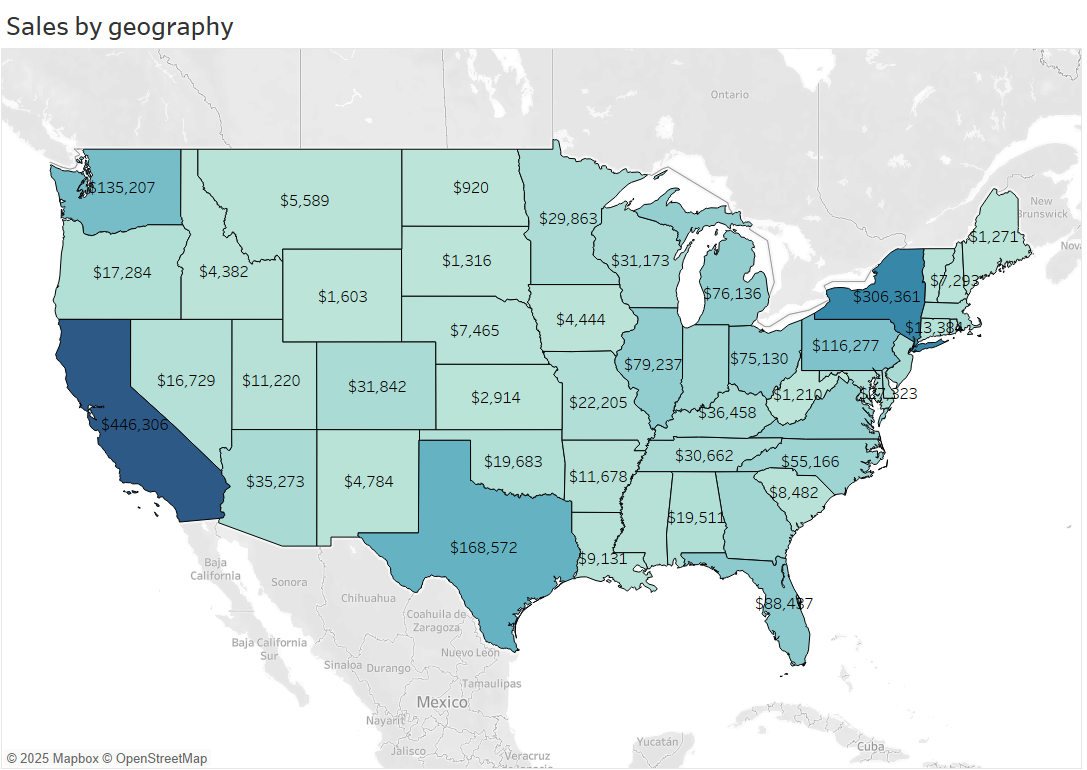 Sales by geography
Ontario
New
Brunswick
$135,207
$5,589
$920
$29,863
$1,271
$17,284
$4,382
$1,316
$31,173
$7,293
$1,603
$76,136
$306,361
$7,465
$4,444
$116,277
$16,729
$11,220
$31,842
$79,237
$75,130
$2,914
$22,205
$1,210
$36,458
$446,306
$30,662
$55,166
$35,273
$4,784
$19,683
$11,678
$8,482
$19,511
$168,572
$9,131
Baja
California
Sonora
Chihuahua
Coahuila de
Zaragoza
Baja California
Sur
Nuevo León
Sinaloa
Durango
Tamaulipas
Mexico
Nayarit
Jalisco
Veracruz
Yucatán
Cuba
© 2025 Mapbox © OpenStreetMap